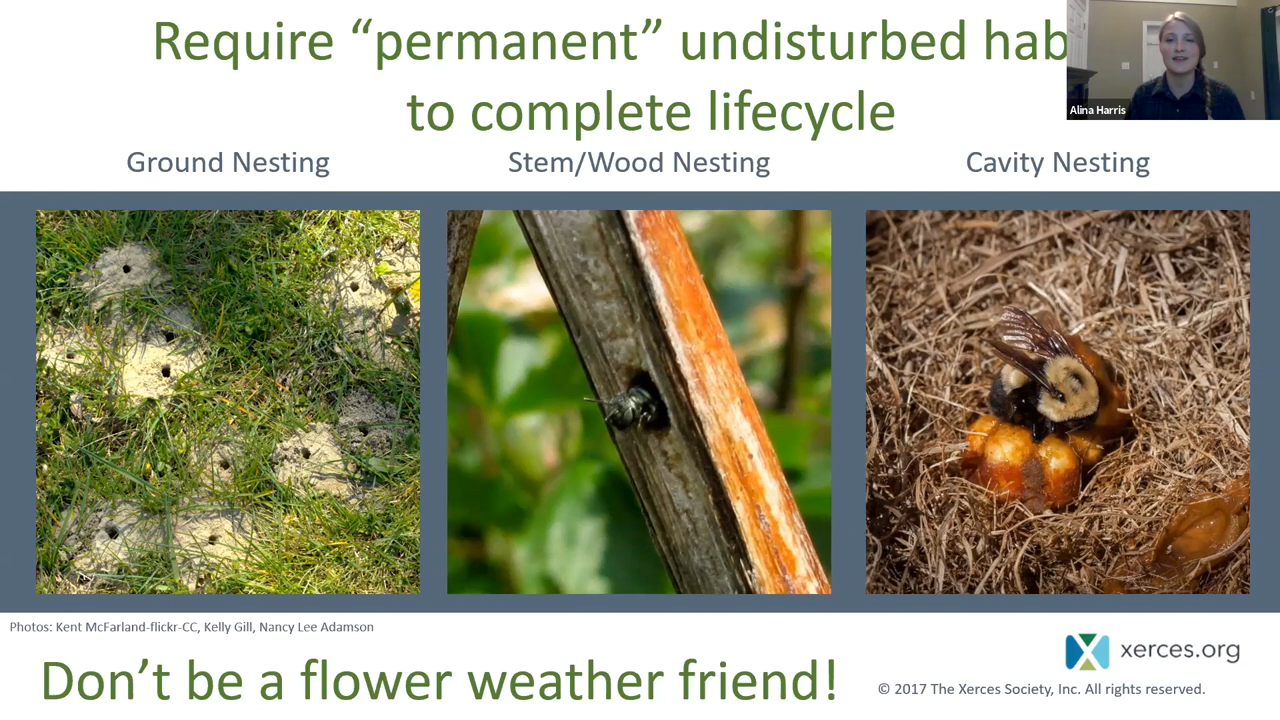 Require “permanent” undisturbed
to complete lifecycle
Alina Harris
Ground Nesting
Stem/Wood Nesting
Cavity Nesting
Photos: Kent McFarland-flickr-CC, Kelly Gill, Nancy Lee Adamson
xerces.org
Don’t be a flower weather friend!
© 2017 The Xerces Society, Inc. All rights reserved.